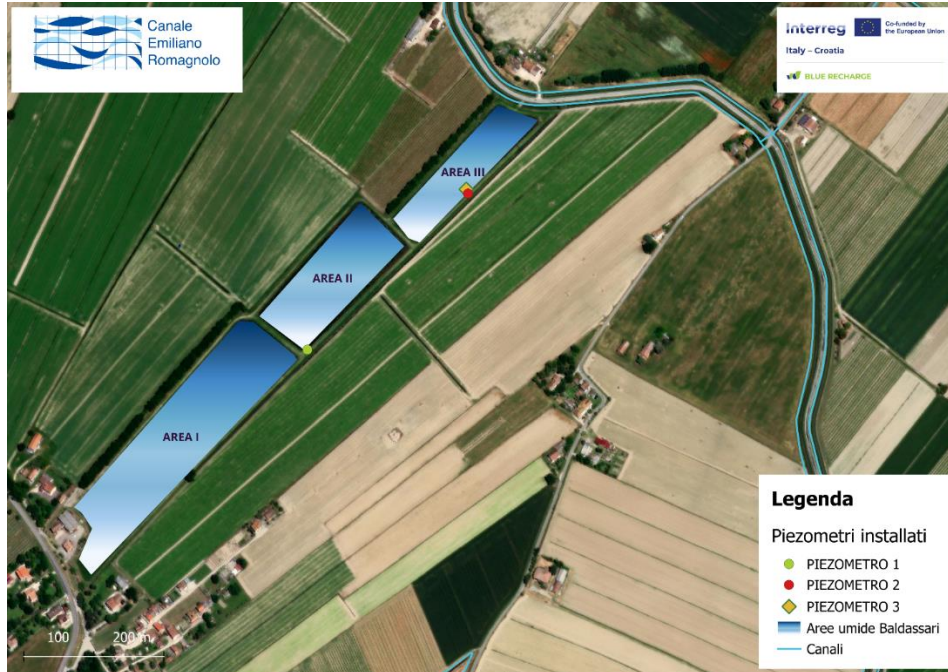 Canale
Emiliano
Romagnolo
Interreg
Co-funded by
the European Union
Italy – Croatia
BLUE RECHARGE
AREA III
AREA II
AREA I
Legenda
Piezometri installati
PIEZOMETRO 1
PIEZOMETRO 2
PIEZOMETRO 3
Aree umide Baldassari
Canali
100 200 m